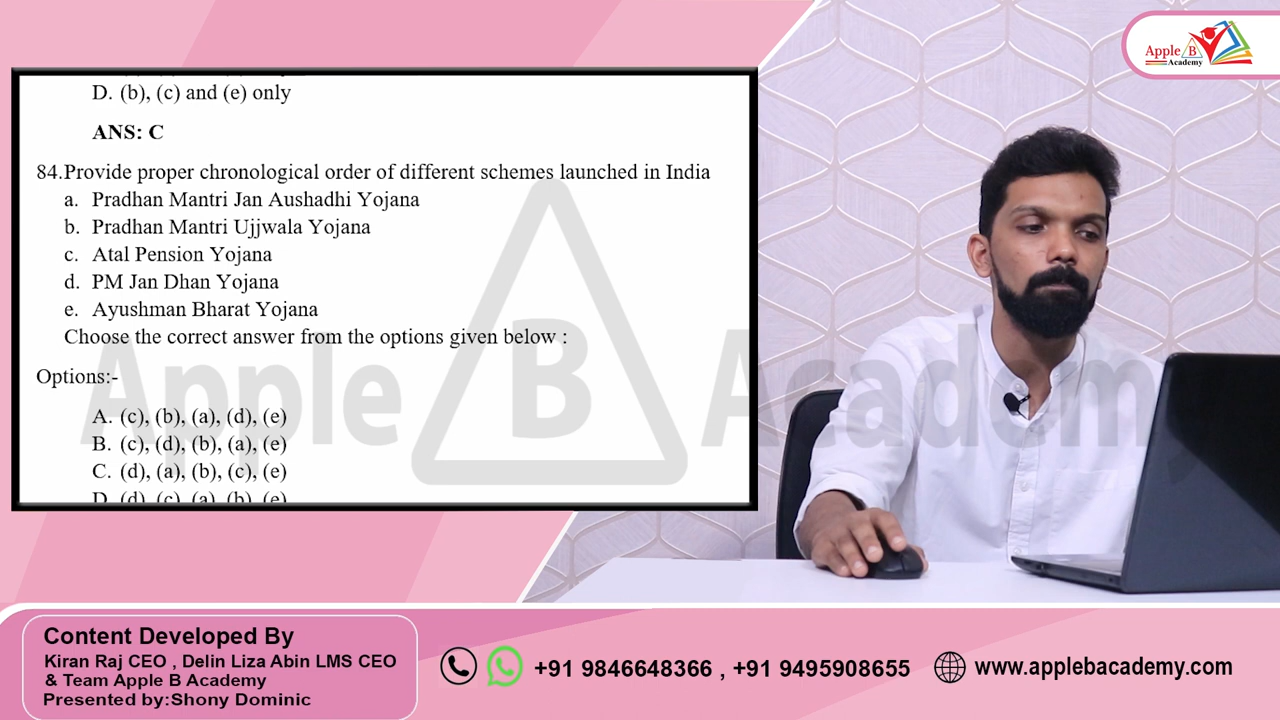 Apple B
Academy
D. (b), (c) and (e) only
ANS: C
84.Provide proper chronological order of different schemes launched in India
a. Pradhan Mantri Jan Aushadhi Yojana
b. Pradhan Mantri Ujjwala Yojana
c. Atal Pension Yojana
d. PM Jan Dhan Yojana
e. Ayushman Bharat Yojana
Choose the correct answer from the options given below :
Options:-
A. (c), (b), (a), (d), (e)
B. (c), (d), (b), (a), (e)
C. (d), (a), (b), (c), (e)
D. (d), (c), (a), (b), (e)
Apple B Academy
Content Developed By
Kiran Raj CEO , Delin Liza Abin LMS CEO
& Team Apple B Academy
Presented by:Shony Dominic
+91 9846648366 , +91 9495908655
www.applebacademy.com